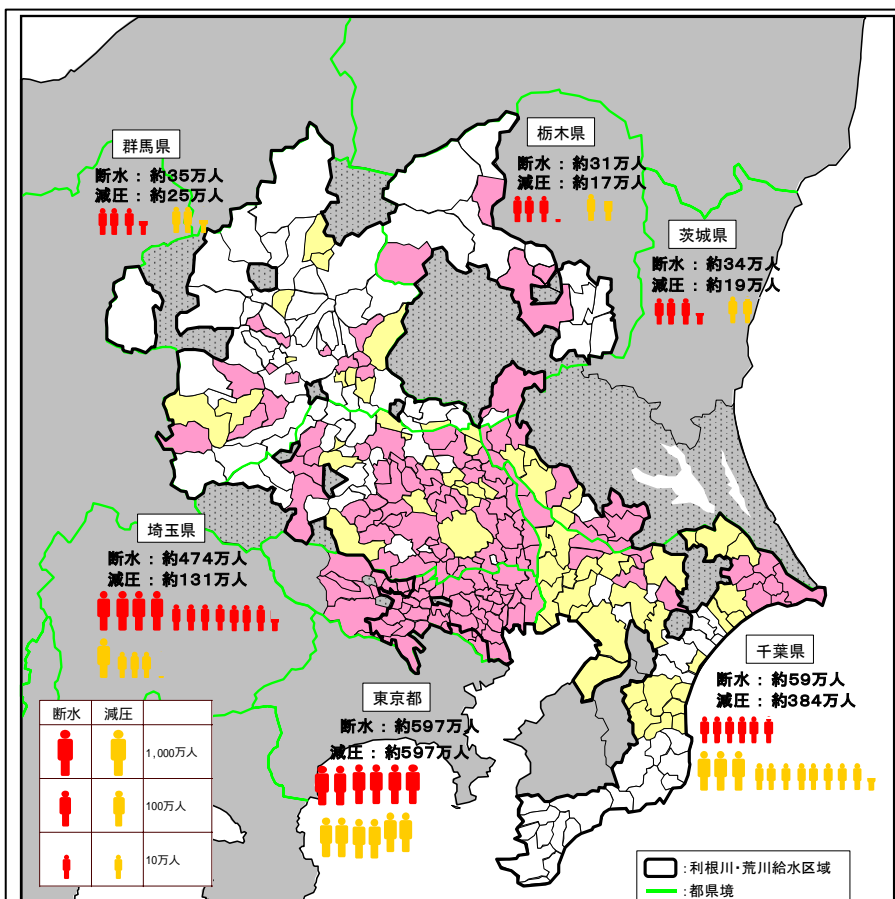 群馬県
断水：約35万人
減圧：約25万人
栃木県
断水：約31万人
減圧：約17万人
茨城県
断水：約34万人
減圧：約19万人
埼玉県
断水：約474万人
減圧：約131万人
東京都
断水：約597万人
減圧：約597万人
千葉県
断水：約59万人
減圧：約384万人
断水 減圧
1,000万人
100万人
10万人
：利根川・荒川給水区域
：都県境